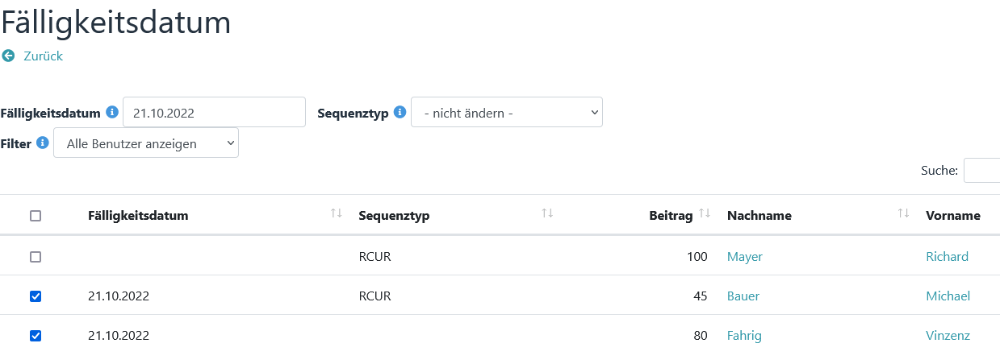 Fälligkeitsdatum
Zurück
Fälligkeitsdatum 21.10.2022 Sequenztyp - nicht ändern -
Filter Alle Benutzer anzeigen
Suche:
Fälligkeitsdatum Sequenztyp Beitrag Nachname Vorname
RCUR 100 Mayer Richard
21.10.2022 RCUR 45 Bauer Michael
21.10.2022 80 Fahrig Vinzenz